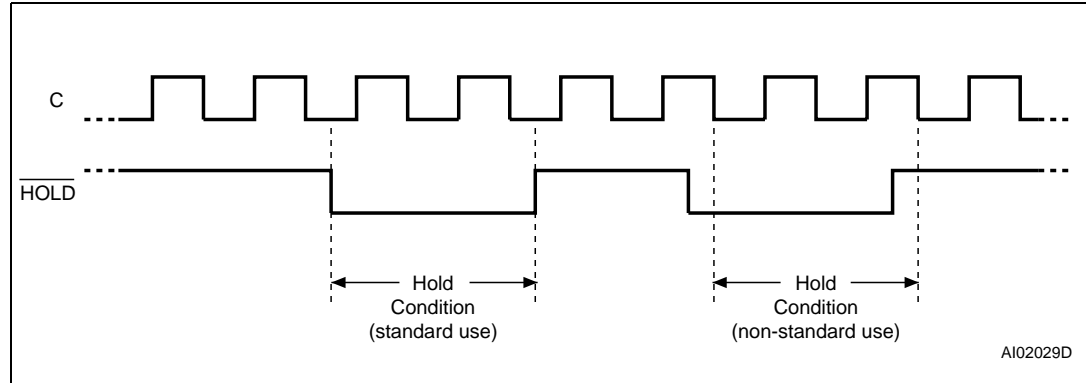 C
HOLD
Hold
Condition
(standard use)
Hold
Condition
(non-standard use)
AI02029D